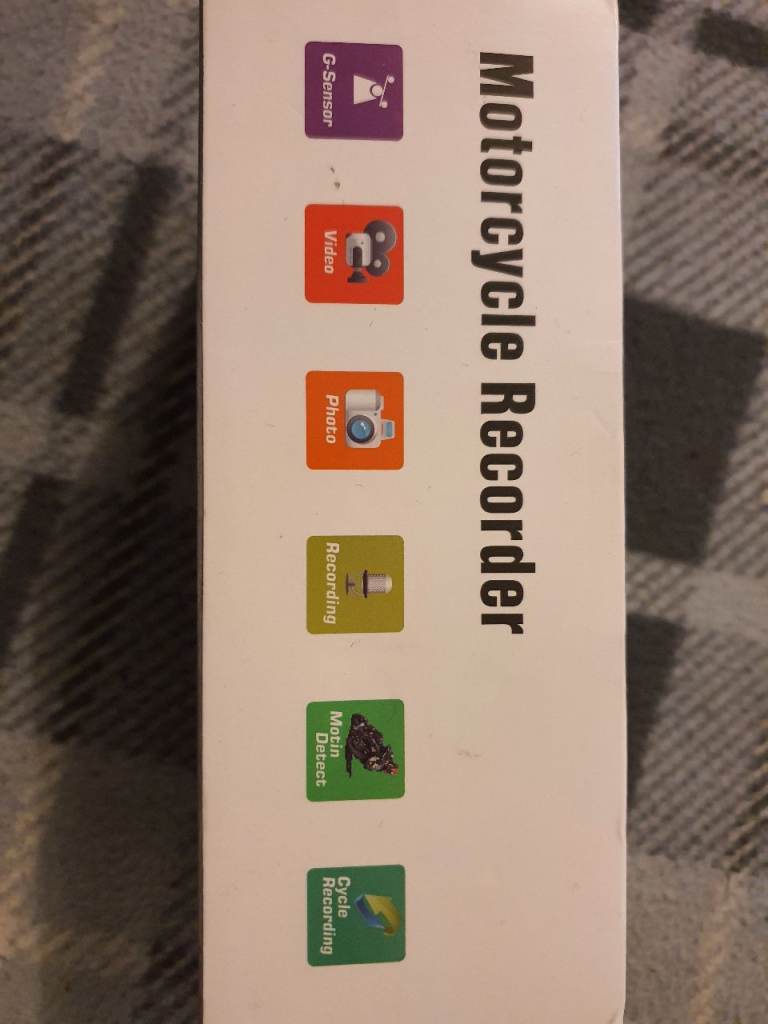 Motorcycle Recorder
G-Sensor
Video
Photo
Recording
Motin
Detect
Cycle
Recording